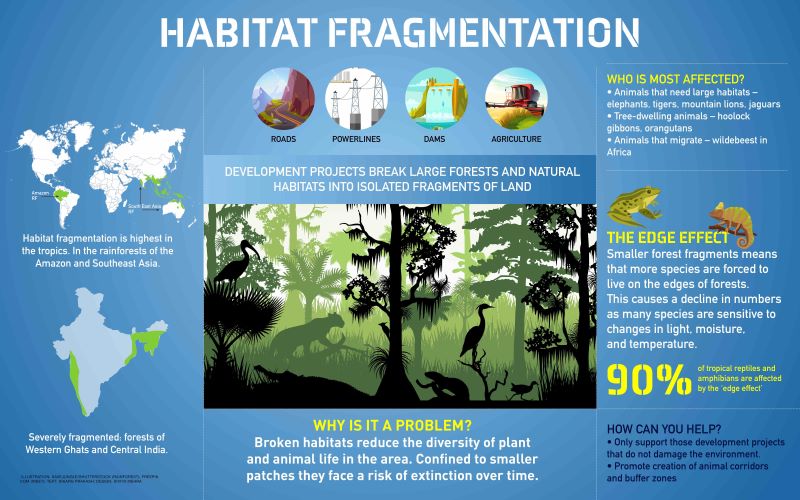 HABITAT FRAGMENTATION
ROADS
POWERLINES
DAMS
AGRICULTURE
DEVELOPMENT PROJECTS BREAK LARGE FORESTS AND NATURAL
HABITATS INTO ISOLATED FRAGMENTS OF LAND
Amazon
RF
South East Asia
RF
Habitat fragmentation is highest in
the tropics. In the rainforests of the
Amazon and Southeast Asia.
Severely fragmented: forests of
Western Ghats and Central India.
WHY IS IT A PROBLEM?
Broken habitats reduce the diversity of plant
and animal life in the area. Confined to smaller
patches they face a risk of extinction over time.
WHO IS MOST AFFECTED?
• Animals that need large habitats –
elephants, tigers, mountain lions, jaguars
• Tree-dwelling animals – hoolock
gibbons, orangutans
• Animals that migrate – wildebeest in
Africa
THE EDGE EFFECT
Smaller forest fragments means
that more species are forced to
live on the edges of forests.
This causes a decline in numbers
as many species are sensitive to
changes in light, moisture,
and temperature.
90%
of tropical reptiles and
amphibians are affected
by the 'edge effect'
HOW CAN YOU HELP?
• Only support those development projects
that do not damage the environment.
• Promote creation of animal corridors
and buffer zones